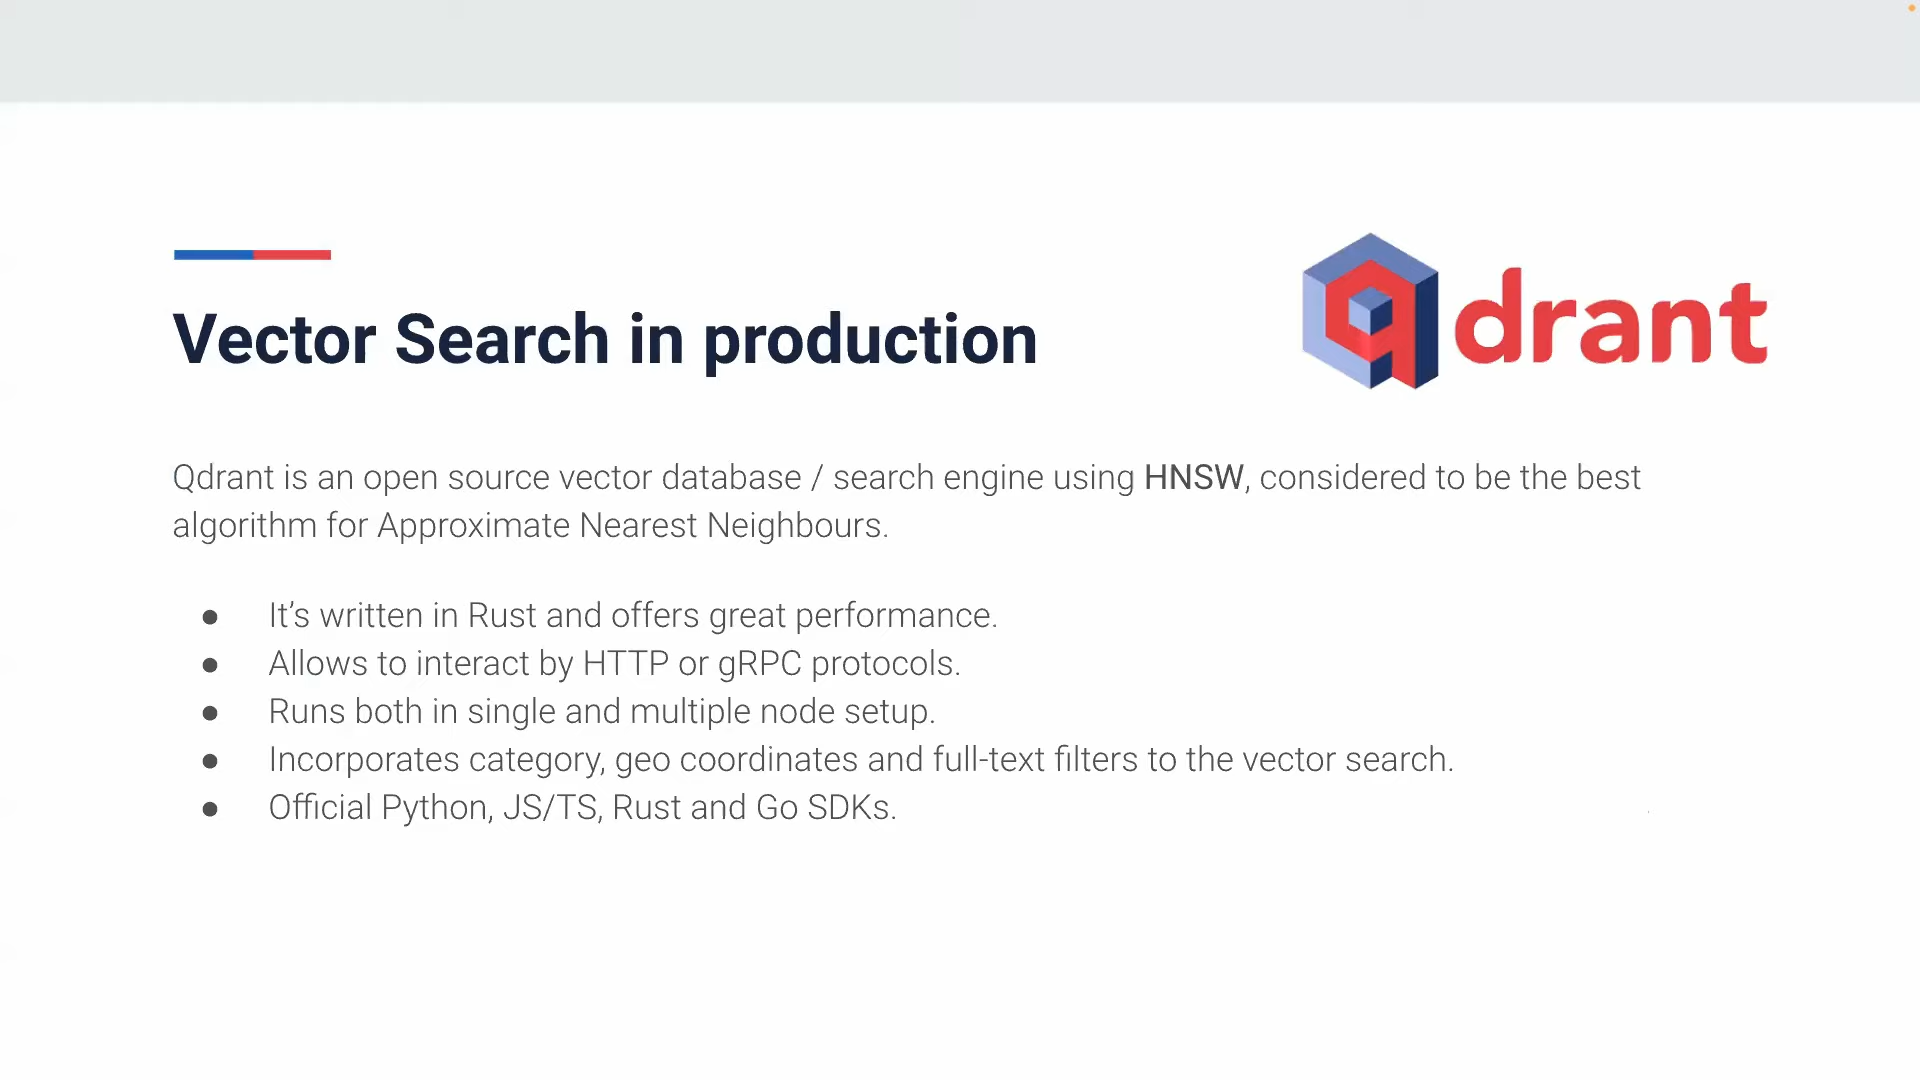 qdrant
Vector Search in production
Qdrant is an open source vector database / search engine using HNSW, considered to be the best
algorithm for Approximate Nearest Neighbours.
● It’s written in Rust and offers great performance.
● Allows to interact by HTTP or gRPC protocols.
● Runs both in single and multiple node setup.
● Incorporates category, geo coordinates and full-text filters to the vector search.
● Official Python, JS/TS, Rust and Go SDKs.